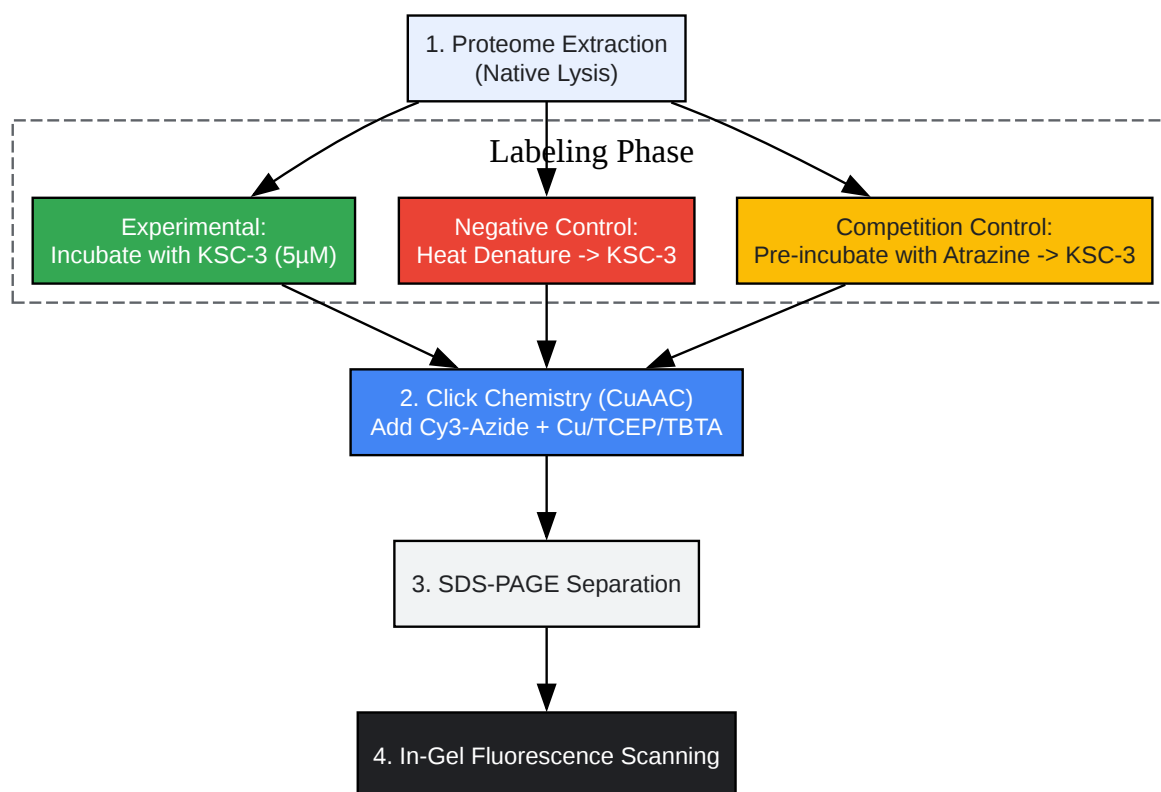 1. Proteome Extraction
(Native Lysis)
Labeling Phase
Experimental:
Incubate with KSC-3 (5µM)
Negative Control:
Heat Denature -> KSC-3
Competition Control:
Pre-incubate with Atrazine -> KSC-3
2. Click Chemistry (CuAAC)
Add Cy3-Azide + Cu/TCEP/TBTA
3. SDS-PAGE Separation
4. In-Gel Fluorescence Scanning